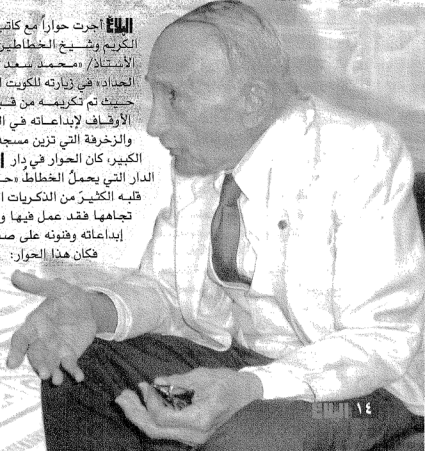 البلاغ أجرت حواراً مع كاتب
الكريم وشيخ الخطاطين
الأستاذ/ «محمد سعد
الحداد» في زيارته للكويت
حيث تم تكريمه من
الأوقاف لإبداعاته في
والزخرفة التي تزين مسجد
الكبير، كان الحوار في دار
الدار التي يحملُ الخطاطُ
قلبه الكثيرَ من الذكريات
تجاهها فقد عمل فيها
إبداعاته وفنونه على
فكان هذا الحوار:
١٤ البلاغ